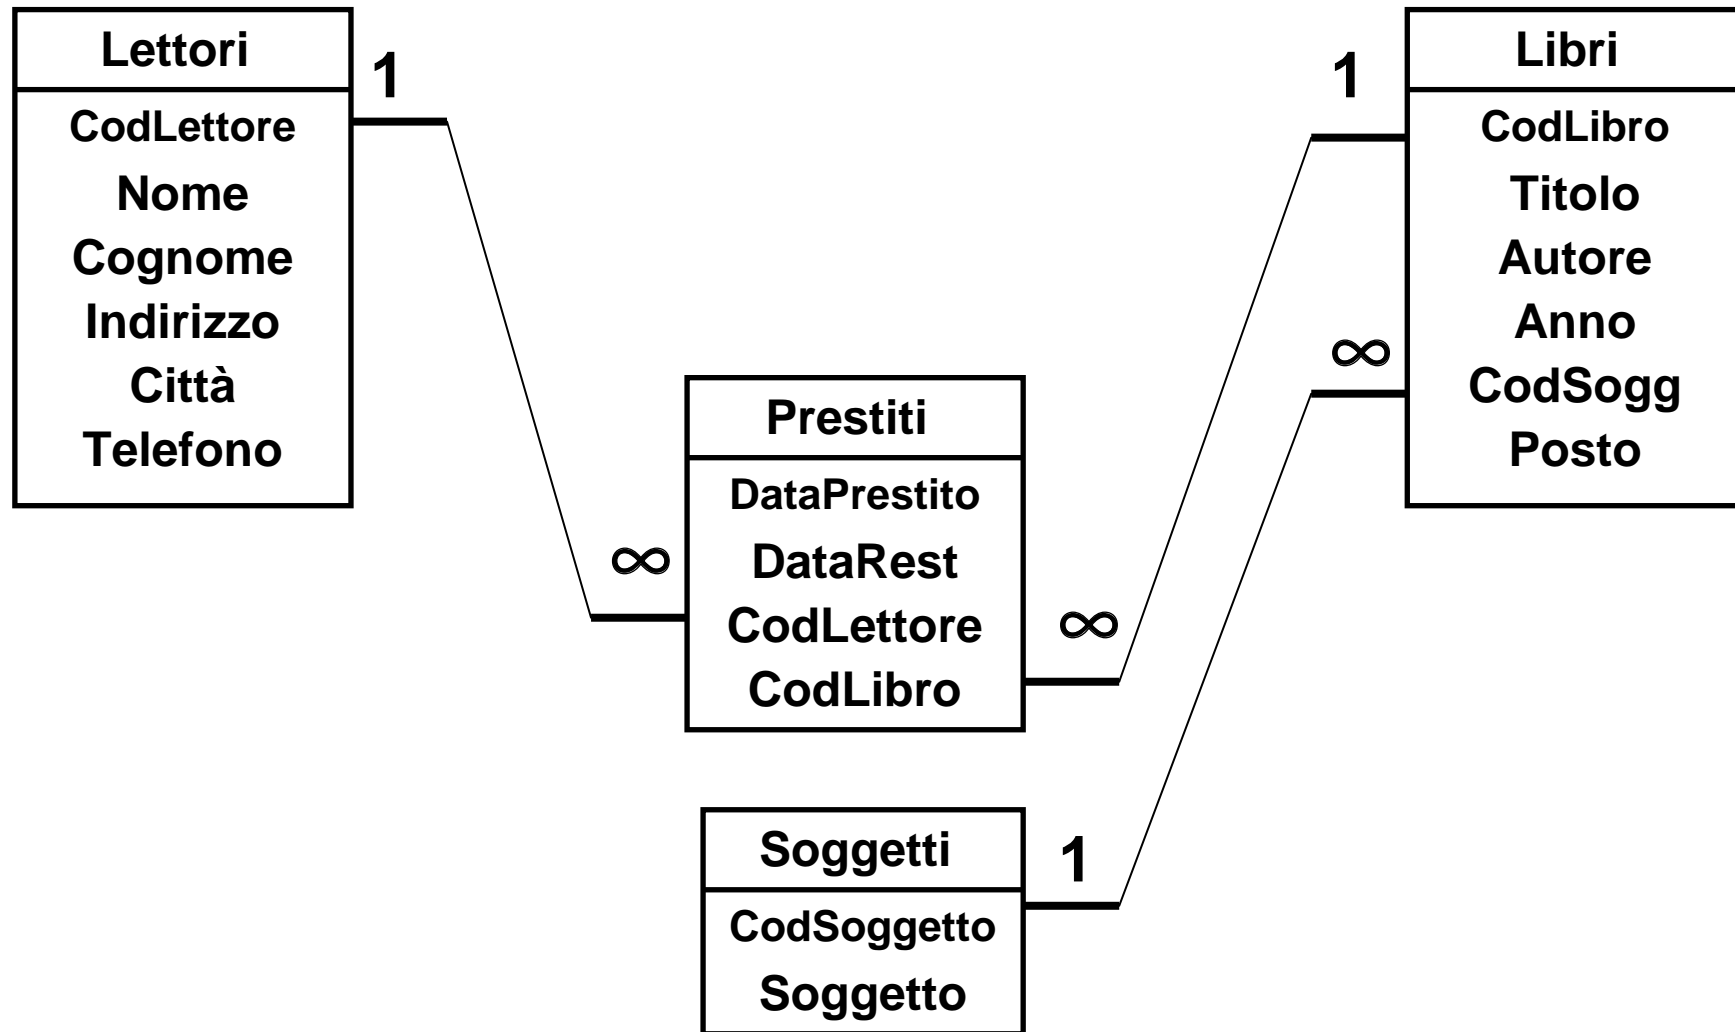 Lettori
CodLettore
Nome
Cognome
Indirizzo
Città
Telefono
1
∞
Prestiti
DataPrestito
DataRest
CodLettore
CodLibro
∞
1
Libri
CodLibro
Titolo
Autore
Anno
CodSogg
Posto
∞
1
Soggetti
CodSoggetto
Soggetto